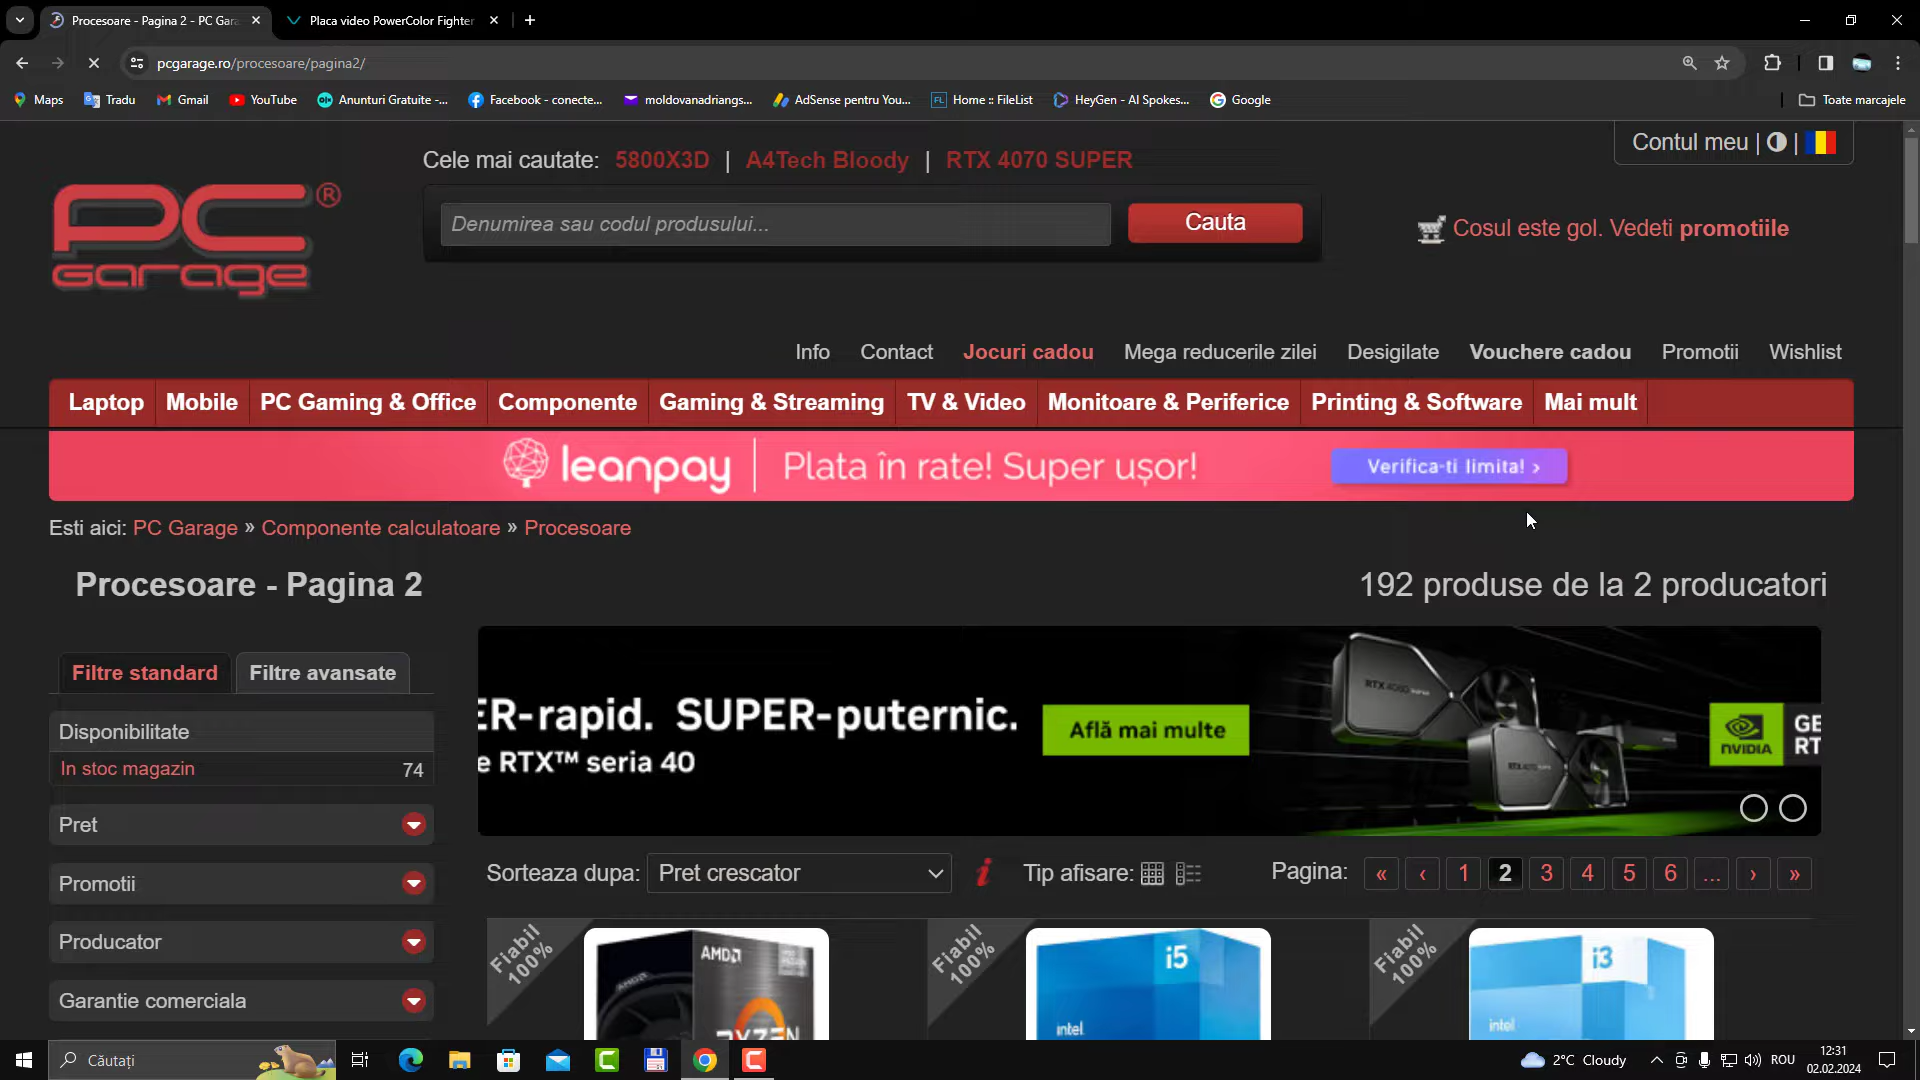 Procesoare - Pagina 2 - PC Gara
Placa video PowerColor Fighter
pcgarage.ro/procesoare/pagina2/
Maps
Tradu
Gmail
YouTube
Anunturi Gratuite -...
Facebook - conecte...
moldovanadriangs...
AdSense pentru You...
FL
Home :: FileList
HeyGen - AI Spokes...
Google
Toate marcajele
Cele mai cautate: 5800X3D | A4Tech Bloody | RTX 4070 SUPER
Contul meu |
PC Garage ®
Denumirea sau codul produsului...
Cauta
Cosul este gol. Vedeti promotiile
Info
Contact
Jocuri cadou
Mega reducerile zilei
Desigilate
Vouchere cadou
Promotii
Wishlist
Laptop
Mobile
PC Gaming & Office
Componente
Gaming & Streaming
TV & Video
Monitoare & Periferice
Printing & Software
Mai mult
leanpay
Plata în rate! Super ușor!
Verifica-ti limita! ›
Esti aici: PC Garage » Componente calculatoare » Procesoare
Procesoare - Pagina 2
192 produse de la 2 producatori
Filtre standard
Filtre avansate
Disponibilitate
In stoc magazin 74
Pret
Promotii
Producator
Garantie comerciala
ER-rapid. SUPER-puternic.
e RTX™ seria 40
Află mai multe
NVIDIA
GE
RT
Sorteaza dupa: Pret crescator
i
Tip afisare:
Pagina: « ‹ 1 2 3 4 5 6 ... › »
Fiabil
100%
AMD
RYZEN
Fiabil
100%
i5
intel
Fiabil
100%
i3
intel
Căutați
2°C Cloudy
ROU
12:31
02.02.2024